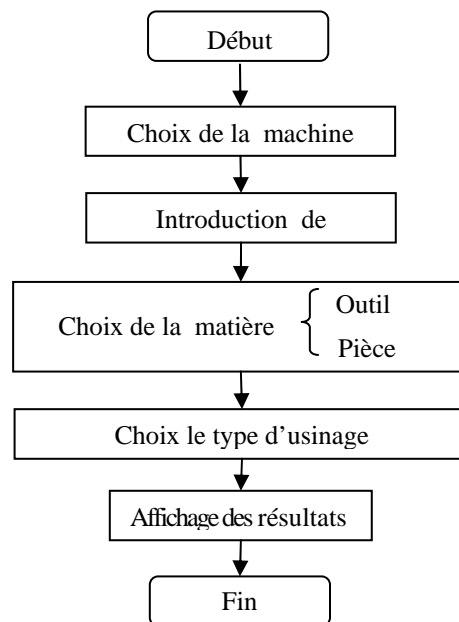 Début
Choix de la machine
Introduction de
Choix de la matière
Outil
Pièce
Choix le type d'usinage
Affichage des résultats
Fin